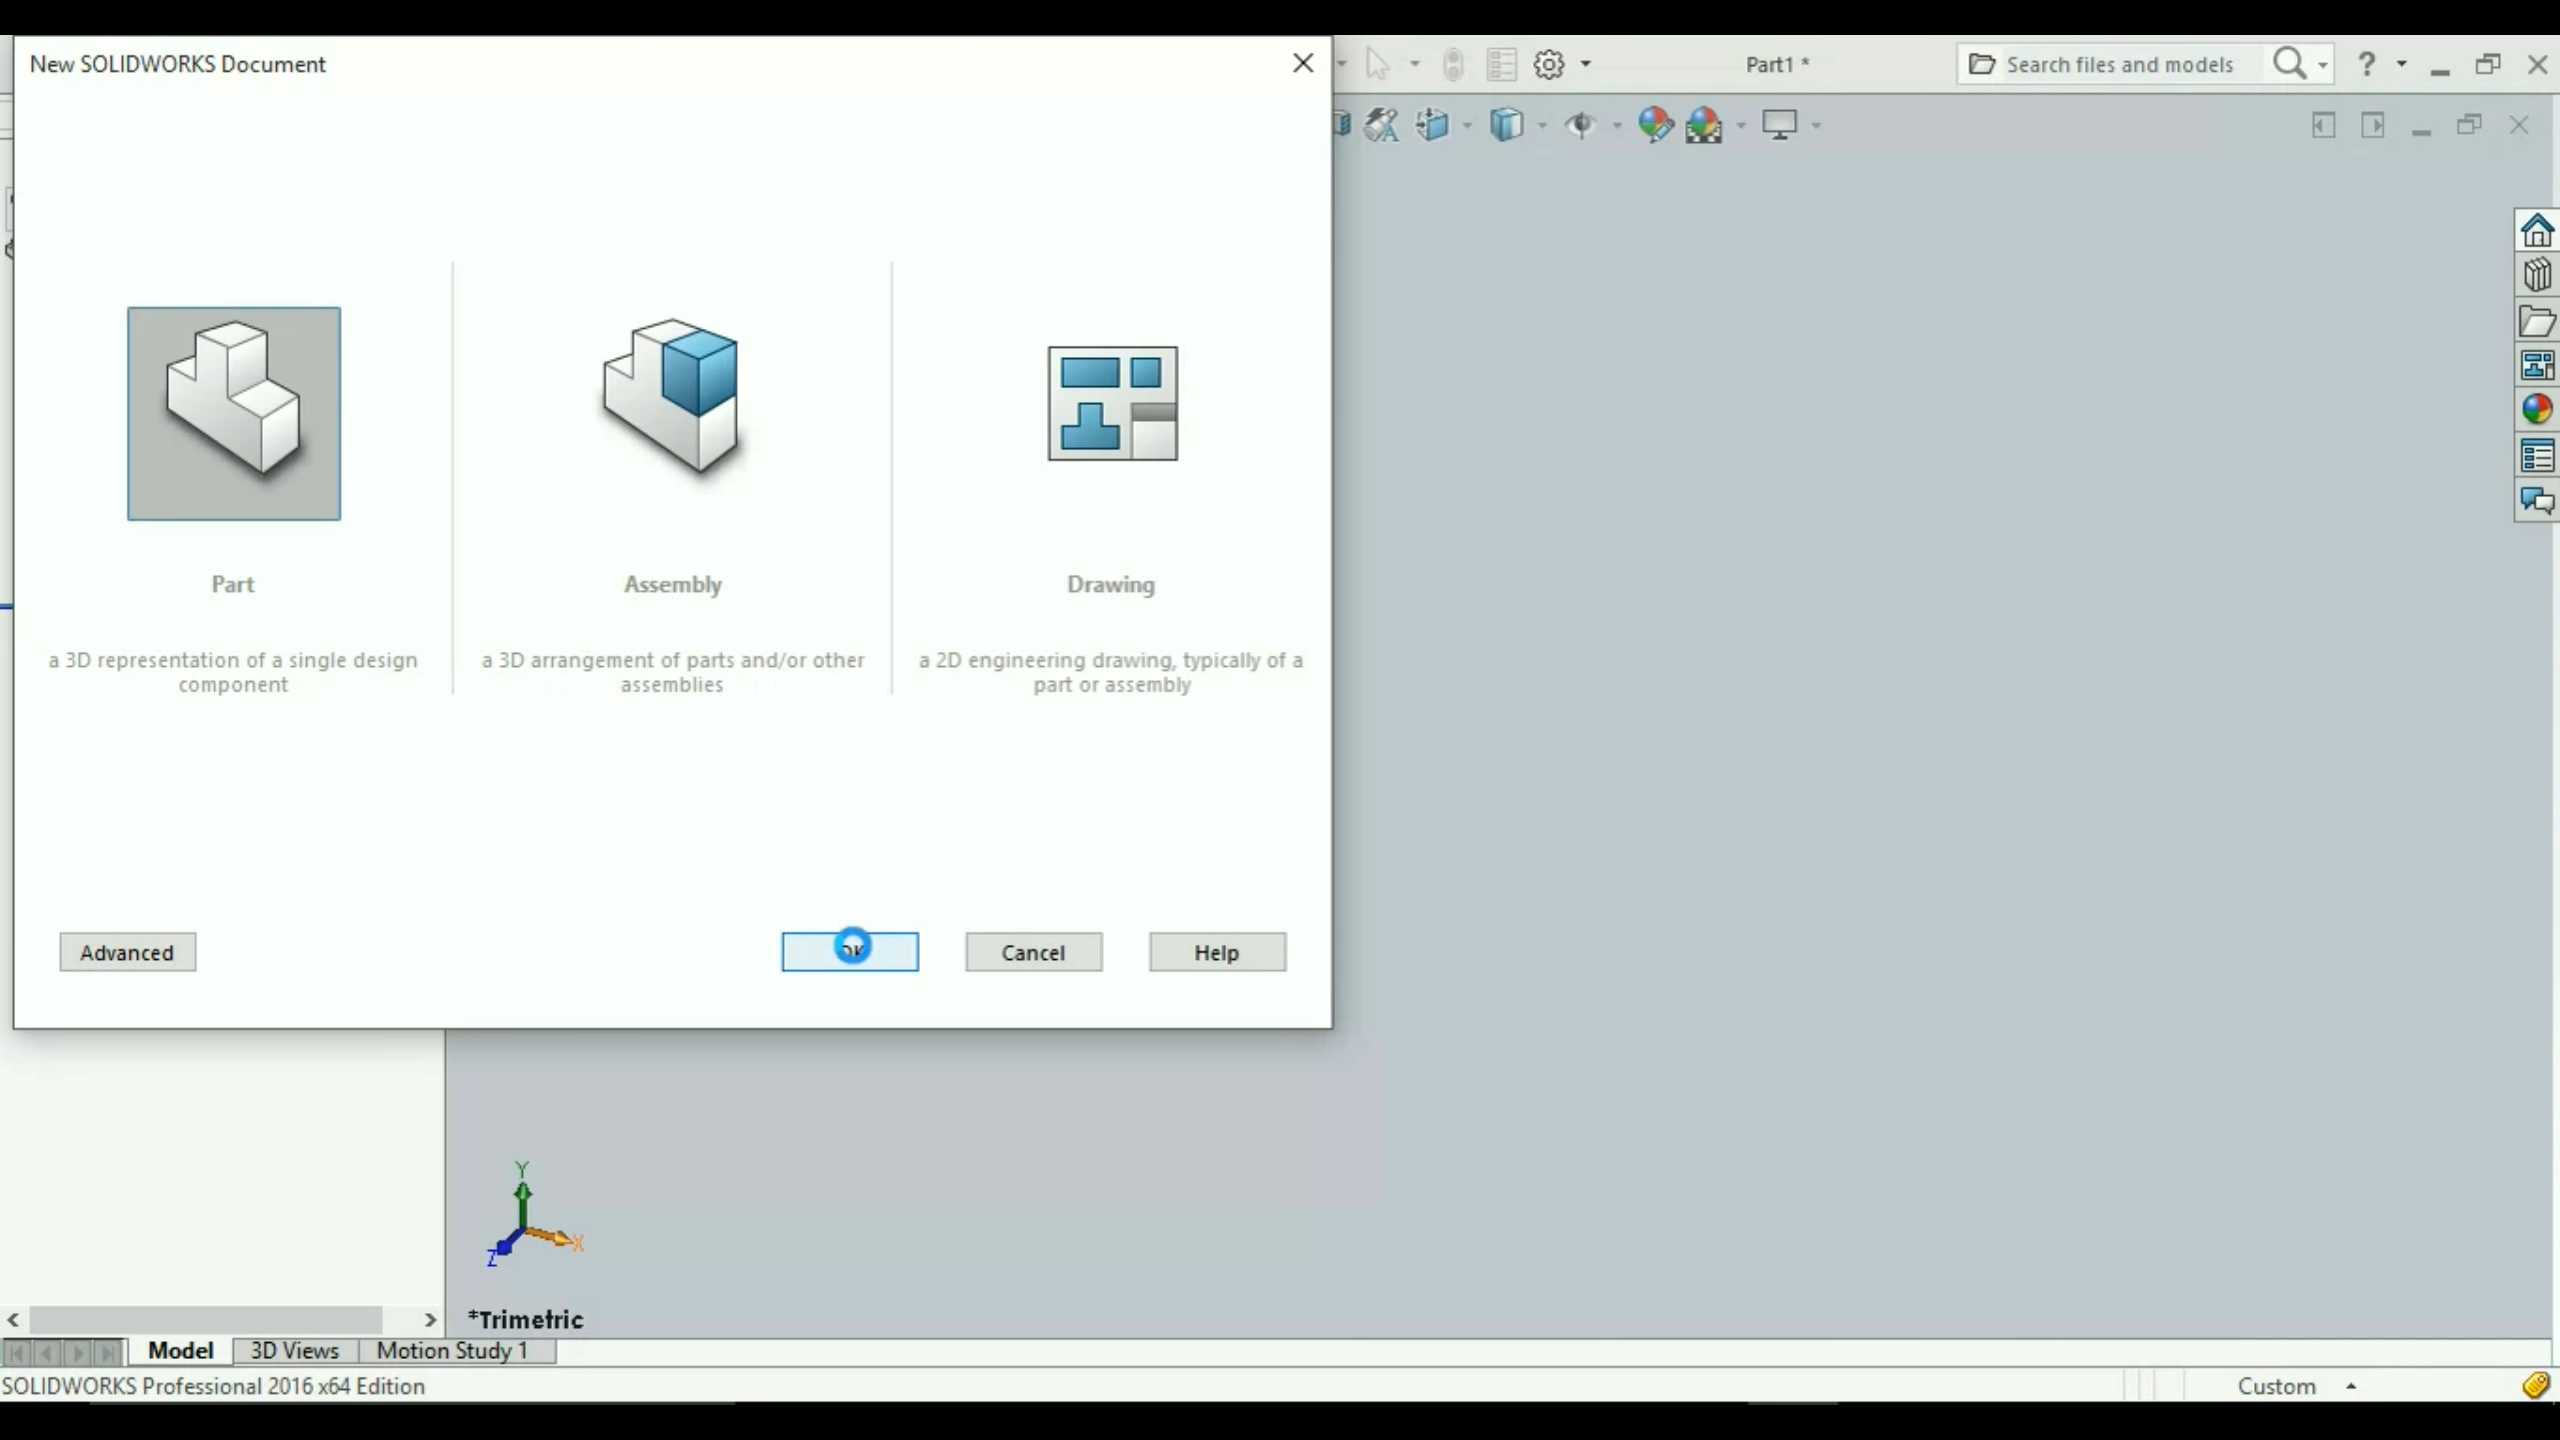 New SOLIDWORKS Document
Part1 *
Search files and models
?
Part
Assembly
Drawing
a 3D representation of a single design
component
a 3D arrangement of parts and/or other
assemblies
a 2D engineering drawing, typically of a
part or assembly
Advanced
OK
Cancel
Help
Y
X
Z
*Trimetric
Model
3D Views
Motion Study 1
SOLIDWORKS Professional 2016 x64 Edition
Custom